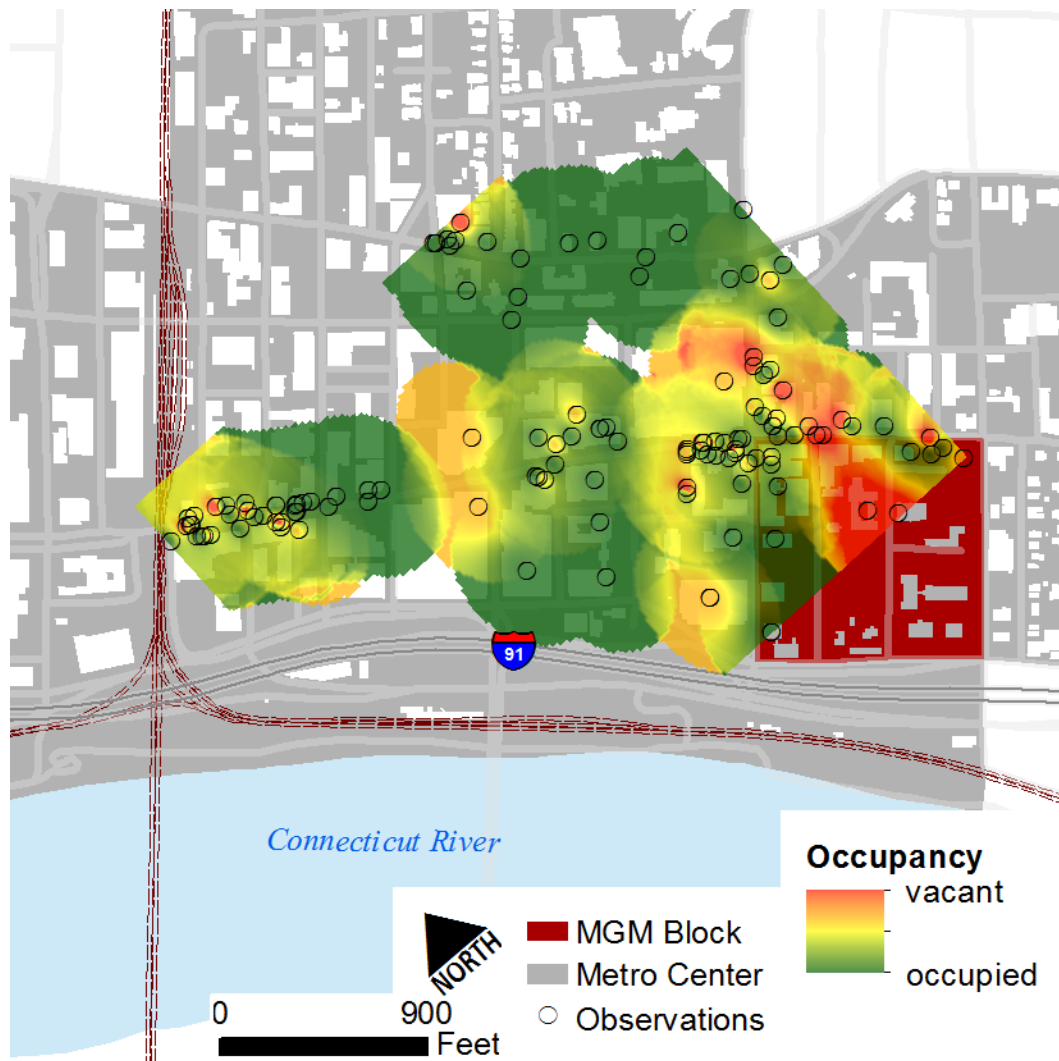 91
Connecticut River
Occupancy
vacant
occupied
NORTH
MGM Block
Metro Center
Observations
0 900
Feet